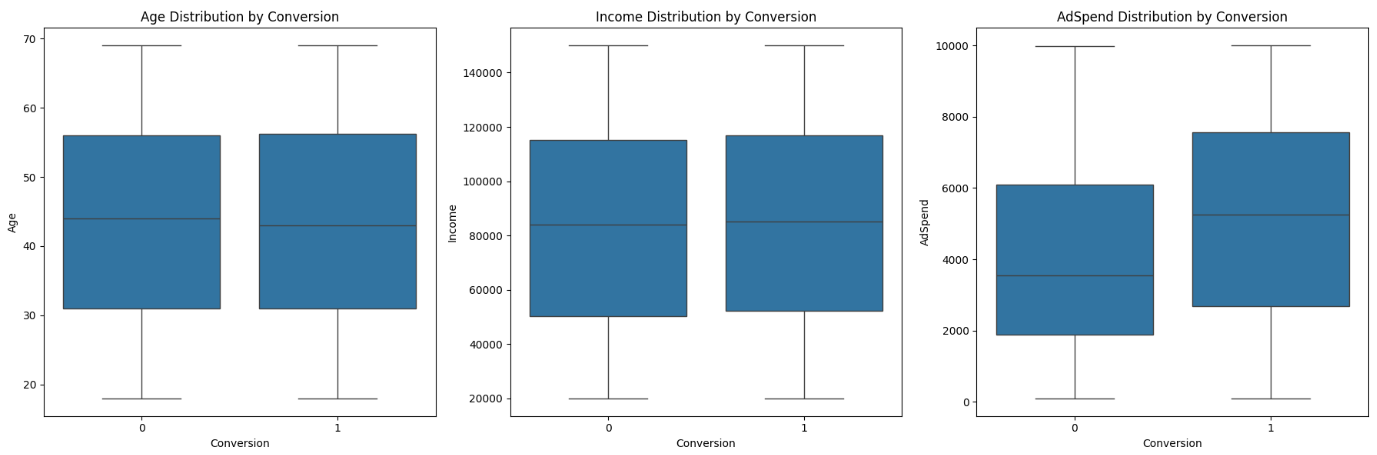 Age Distribution by Conversion
70
60
50
40
30
20
Age
0
1
Conversion
Income Distribution by Conversion
140000
120000
100000
80000
60000
40000
20000
Income
0
1
Conversion
AdSpend Distribution by Conversion
10000
8000
6000
4000
2000
0
AdSpend
0
1
Conversion